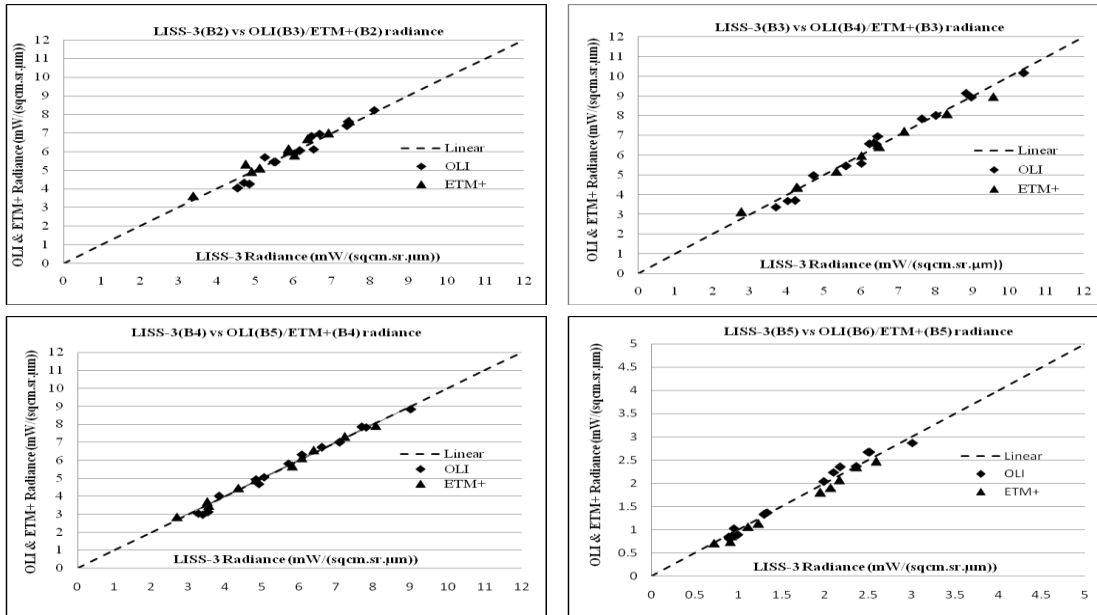 LISS-3(B2) vs OLI(B3)/ETM+(B2) radiance
OLI & ETM+ Radiance (mW/(sqcm.sr.µm))
12
11
10
9
8
7
6
5
4
3
2
1
0
Linear
OLI
ETM+
LISS-3 Radiance (mW/(sqcm.sr.µm))
0 1 2 3 4 5 6 7 8 9 10 11 12
LISS-3(B3) vs OLI(B4)/ETM+(B3) radiance
OLI & ETM+ Radiance (mW/(sqcm.sr.µm))
12
11
10
9
8
7
6
5
4
3
2
1
0
Linear
OLI
ETM+
LISS-3 Radiance (mW/(sqcm.sr.µm))
0 1 2 3 4 5 6 7 8 9 10 11 12
LISS-3(B4) vs OLI(B5)/ETM+(B4) radiance
OLI & ETM+ Radiance (mW/(sqcm.sr.µm))
12
11
10
9
8
7
6
5
4
3
2
1
0
Linear
OLI
ETM+
LISS-3 Radiance (mW/(sqcm.sr.µm))
0 1 2 3 4 5 6 7 8 9 10 11 12
LISS-3(B5) vs OLI(B6)/ETM+(B5) radiance
OLI & ETM+ Radiance (mW/(sqcm.sr.µm))
5
4.5
4
3.5
3
2.5
2
1.5
1
0.5
0
Linear
OLI
ETM+
LISS-3 Radiance (mW/(sqcm.sr.µm))
0 0.5 1 1.5 2 2.5 3 3.5 4 4.5 5